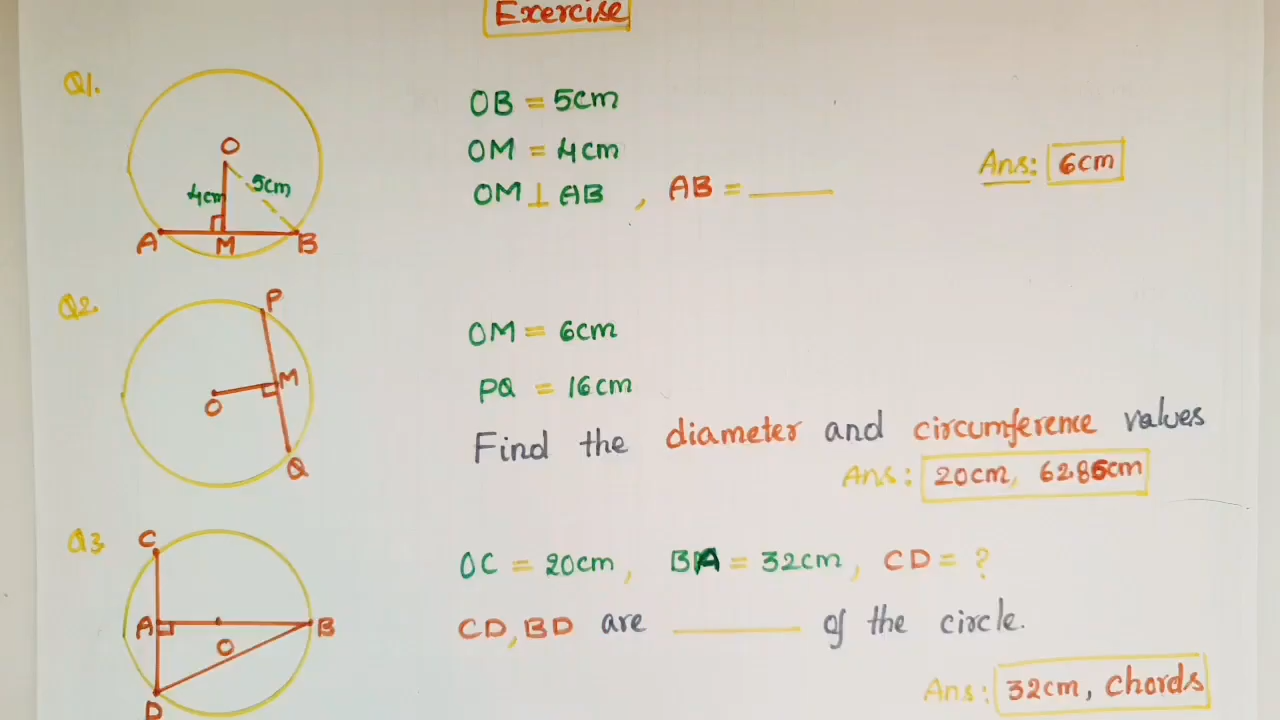 Exercise
Q1.
O
4cm
5cm
A
M
B
OB = 5cm
OM = 4cm
OM ⊥ AB , AB = ______
Ans: 6cm
Q2.
P
M
O
Q
OM = 6cm
PQ = 16cm
Find the diameter and circumference values
Ans: 20cm, 62.86cm
Q3
C
A
O
B
D
OC = 20cm, BA = 32cm, CD = ?
CD, BD are ______ of the circle.
Ans: 32cm, chords